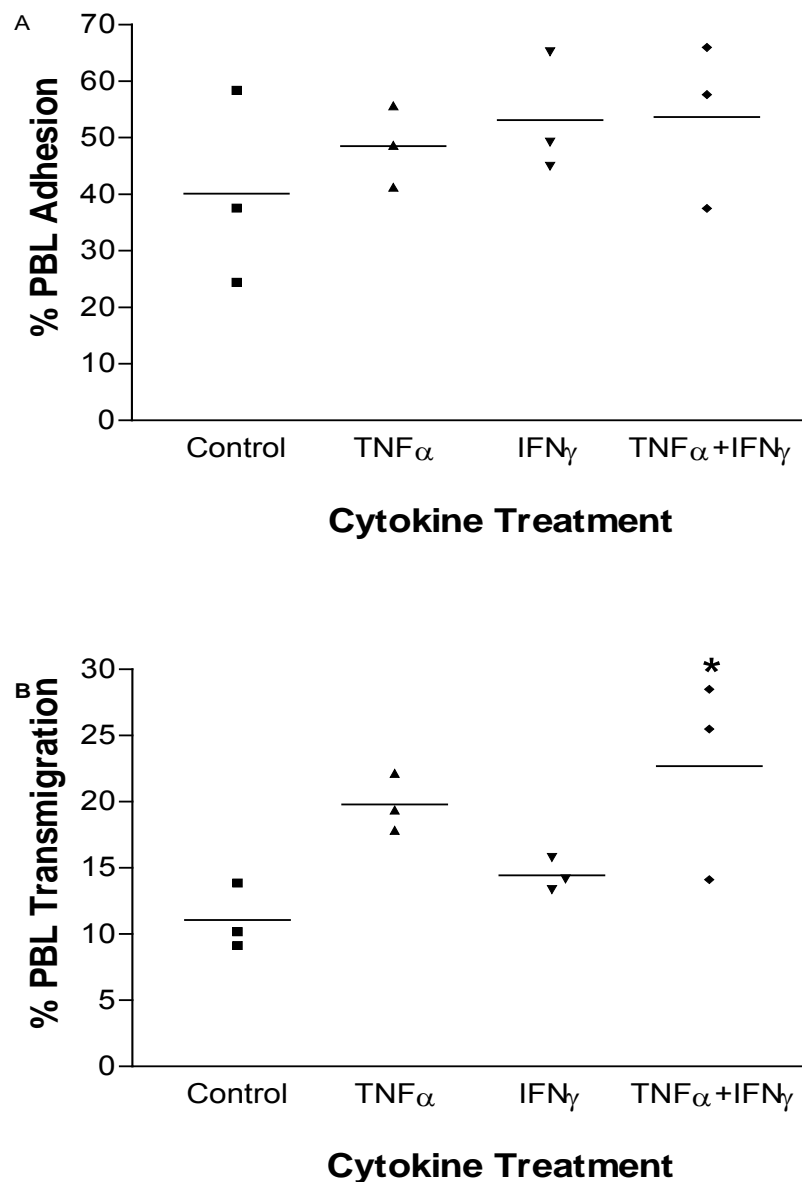 A
70
60
50
40
30
20
10
0
% PBL Adhesion
Control TNFα IFNγ TNFα+IFNγ
Cytokine Treatment
B
30
25
20
15
10
5
0
% PBL Transmigration
*
Control TNFα IFNγ TNFα+IFNγ
Cytokine Treatment